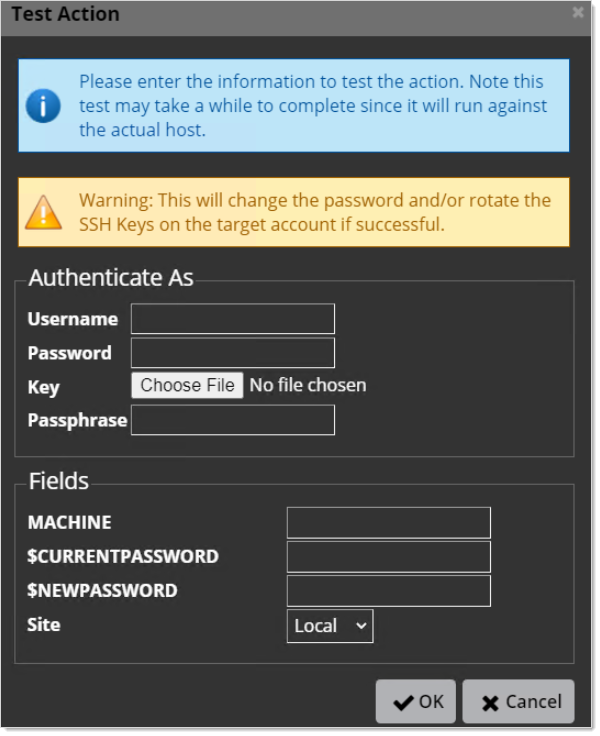 Test Action
Please enter the information to test the action. Note this
test may take a while to complete since it will run against
the actual host.
Warning: This will change the password and/or rotate the
SSH Keys on the target account if successful.
Authenticate As
Username
Password
Key Choose File No file chosen
Passphrase
Fields
MACHINE
$CURRENTPASSWORD
$NEWPASSWORD
Site Local
OK Cancel